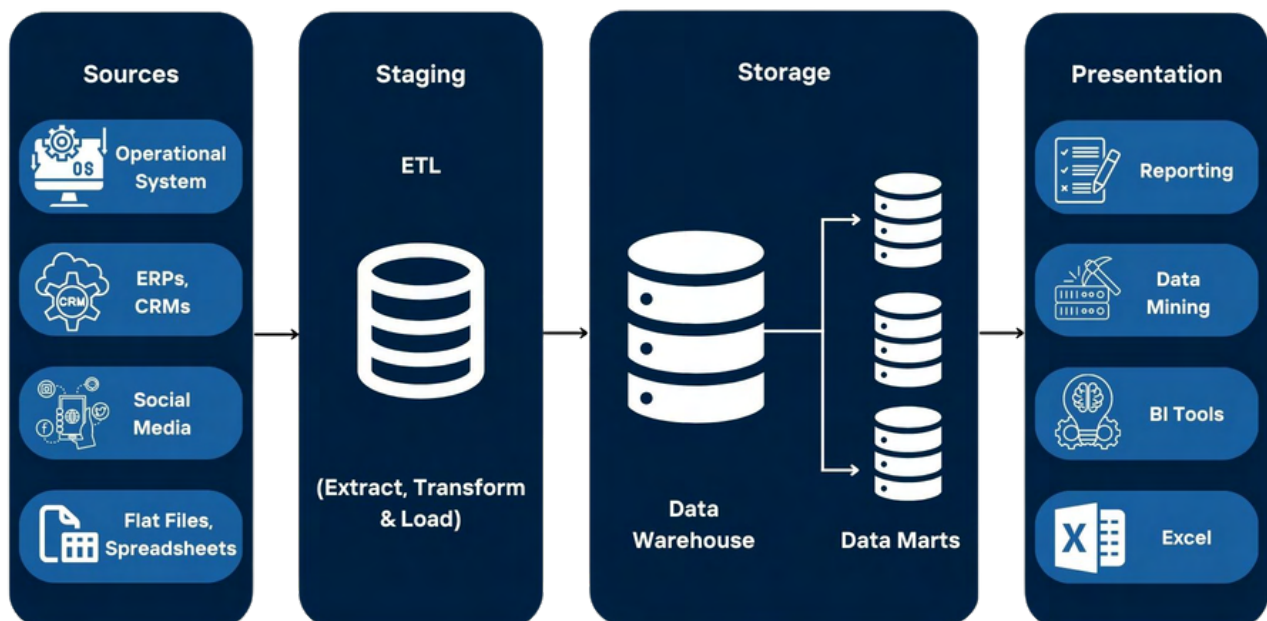 Sources
Operational
System
OS
ERPs,
CRMs
CRM
Social
Media
Flat Files,
Spreadsheets
Staging
ETL
(Extract, Transform
& Load)
Storage
Data
Warehouse
Data Marts
Presentation
Reporting
Data
Mining
BI Tools
X
Excel